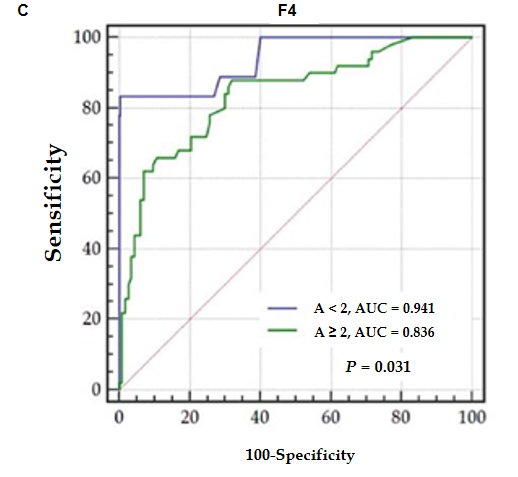 C
F4
100
80
60
40
20
0
Sensificity
A < 2, AUC = 0.941
A ≥ 2, AUC = 0.836
P = 0.031
0 20 40 60 80 100
100-Specificity